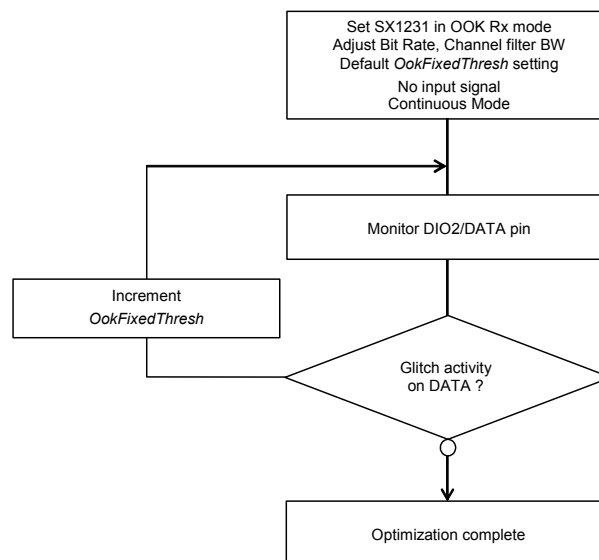 Set SX1231 in OOK Rx mode
Adjust Bit Rate, Channel filter BW
Default OokFixedThresh setting
No input signal
Continuous Mode
Monitor DIO2/DATA pin
Increment
OokFixedThresh
Glitch activity
on DATA ?
Optimization complete